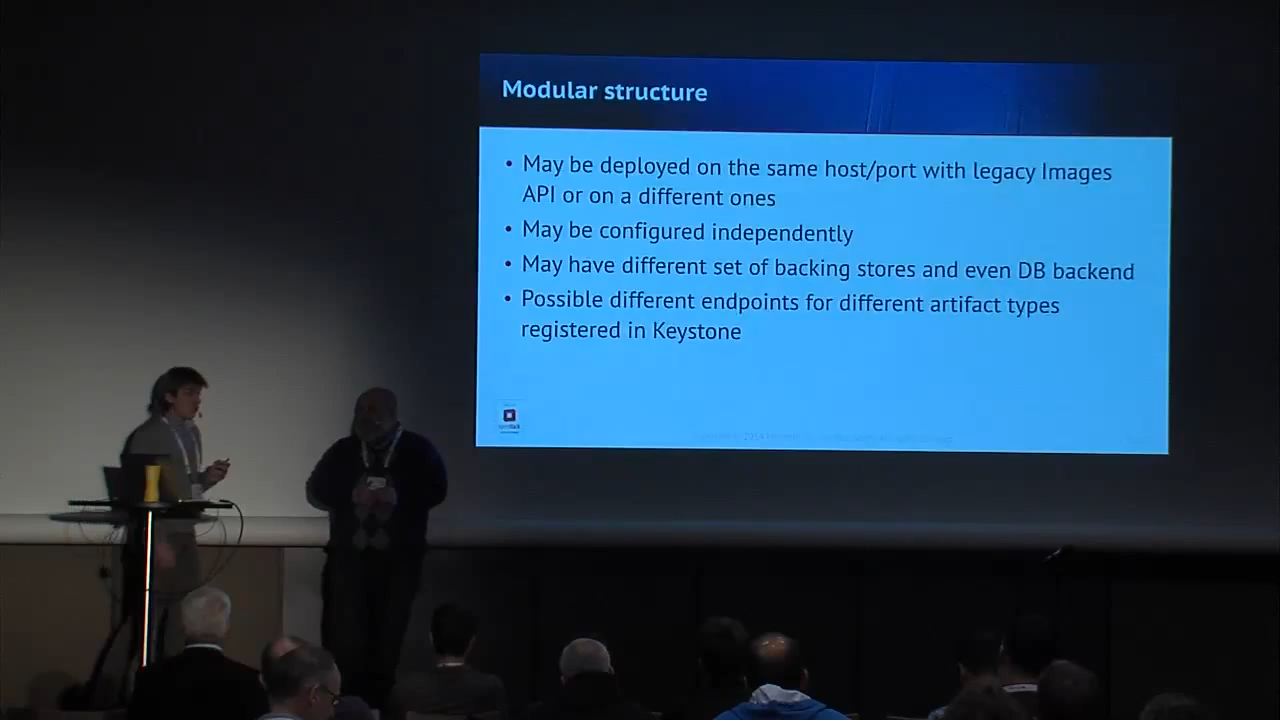 Modular structure
• May be deployed on the same host/port with legacy Images
API or on a different ones
• May be configured independently
• May have different set of backing stores and even DB backend
• Possible different endpoints for different artifact types
registered in Keystone
openstack